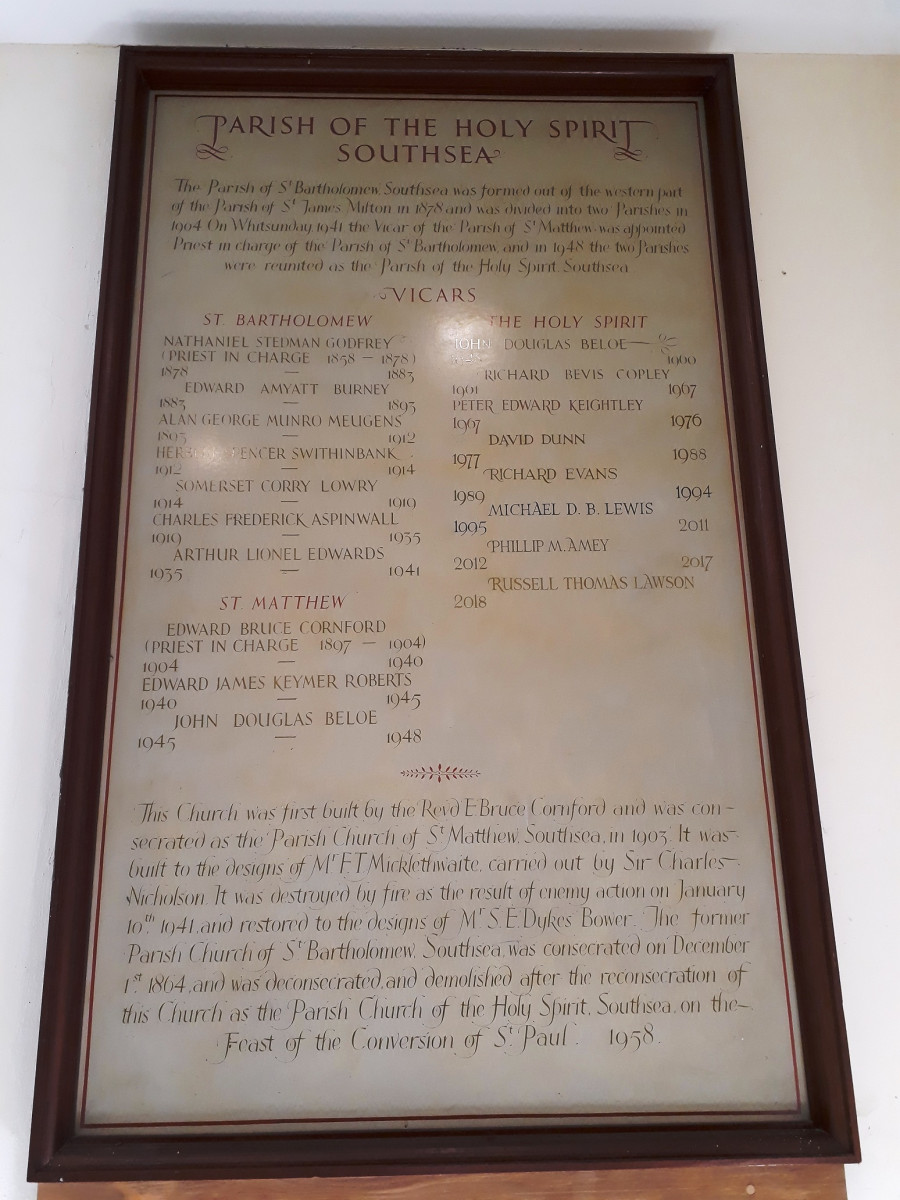 PARISH OF THE HOLY SPIRIT
SOUTHSEA
The Parish of St Bartholomew, Southsea was formed out of the western part
of the Parish of St James, Milton in 1878 and was divided into two Parishes in
1904. On Whitsunday 1941 the Vicar of the Parish of St Matthew was appointed
Priest in charge of the Parish of St Bartholomew, and in 1948 the two Parishes
were reunited as the Parish of the Holy Spirit, Southsea
VICARS
ST. BARTHOLOMEW
NATHANIEL STEDMAN GODFREY
(PRIEST IN CHARGE 1858 — 1878)
1878 — 1883
EDWARD AMYATT BURNEY
1883 — 1893
ALAN GEORGE MUNRO MEUGENS
1893 — 1912
SPENCER SWITHINBANK
1912 — 1914
SOMERSET CORRY LOWRY
1914 — 1919
CHARLES FREDERICK ASPINWALL
1919 — 1935
ARTHUR LIONEL EDWARDS
1935 — 1941
ST. MATTHEW
EDWARD BRUCE CORNFORD
(PRIEST IN CHARGE 1897 — 1904)
1904 — 1940
EDWARD JAMES KEYMER ROBERTS
1940 — 1945
JOHN DOUGLAS BELOE
1945 — 1948
THE HOLY SPIRIT
JOHN DOUGLAS BELOE
1960
RICHARD BEVIS COPLEY
1961 1967
PETER EDWARD KEIGHTLEY
1967 1976
DAVID DUNN
1977 1988
RICHARD EVANS
1989 1994
MICHAEL D. B. LEWIS
1995 2011
PHILLIP M. AMEY
2012 2017
RUSSELL THOMAS LAWSON
2018
This Church was first built by the Revd E Bruce Cornford and was con-
secrated as the Parish Church of St Matthew, Southsea, in 1903. It was
built to the designs of Mr F.T. Micklethwaite, carried out by Sir Charles
Nicholson. It was destroyed by fire as the result of enemy action on January
10th 1941, and restored to the designs of Mr S.E. Dykes Bower. The former
Parish Church of St Bartholomew, Southsea, was consecrated on December
1st 1864, and was deconsecrated, and demolished after the reconsecration of
this Church as the Parish Church of the Holy Spirit, Southsea, on the
Feast of the Conversion of St Paul. 1958.